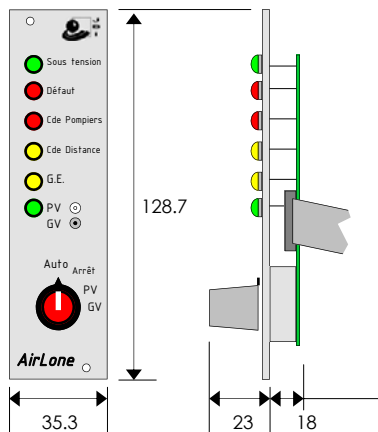 Sous tension
Défaut
Cde Pompiers
Cde Distance
G.E.
PV
GV
128.7
Auto
Arrêt
PV
GV
AirLone
35.3
23
18